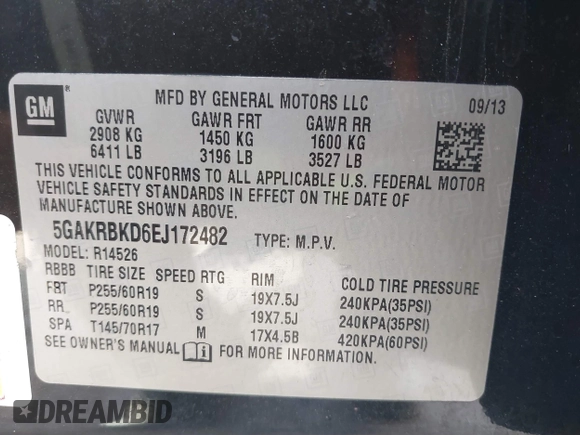 GM
®
MFD BY GENERAL MOTORS LLC
09/13
GVWR GAWR FRT GAWR RR
2908 KG 1450 KG 1600 KG
6411 LB 3196 LB 3527 LB
THIS VEHICLE CONFORMS TO ALL APPLICABLE U.S. FEDERAL MOTOR
VEHICLE SAFETY STANDARDS IN EFFECT ON THE DATE OF
MANUFACTURE SHOWN ABOVE.
5GAKRBKD6EJ172482 TYPE: M.P.V.
MODEL: R14526
RBBB TIRE SIZE SPEED RTG RIM COLD TIRE PRESSURE
FRT P255/60R19 S 19X7.5J 240KPA(35PSI)
RR P255/60R19 S 19X7.5J 240KPA(35PSI)
SPA T145/70R17 M 17X4.5B 420KPA(60PSI)
SEE OWNER'S MANUAL FOR MORE INFORMATION.
DREAMBID